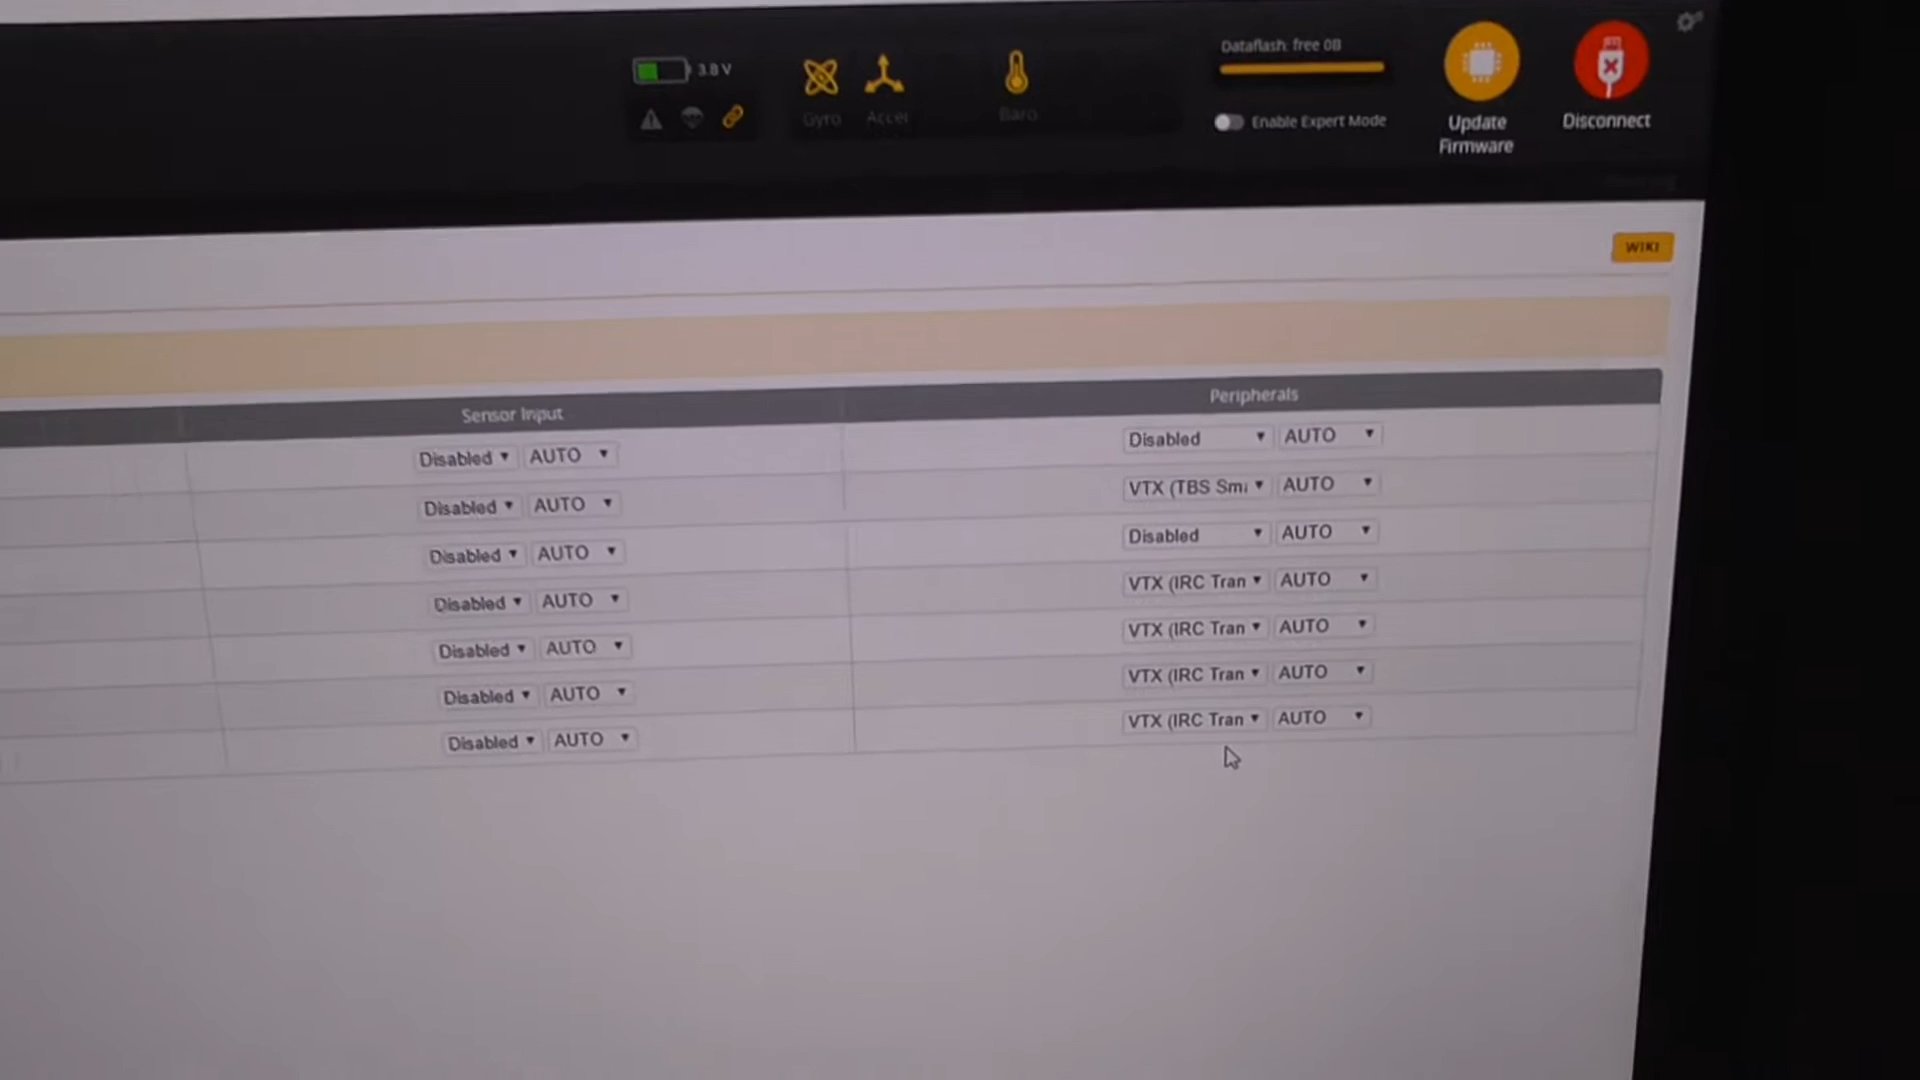 3.8 V
Gyro Accel Baro
Dataflash: free 0B
Enable Expert Mode
Update
Firmware
Disconnect
WIKI
Sensor Input Peripherals
Disabled AUTO Disabled AUTO
Disabled AUTO VTX (TBS Sma AUTO
Disabled AUTO Disabled AUTO
Disabled AUTO VTX (IRC Tran AUTO
Disabled AUTO VTX (IRC Tran AUTO
Disabled AUTO VTX (IRC Tran AUTO
Disabled AUTO VTX (IRC Tran AUTO